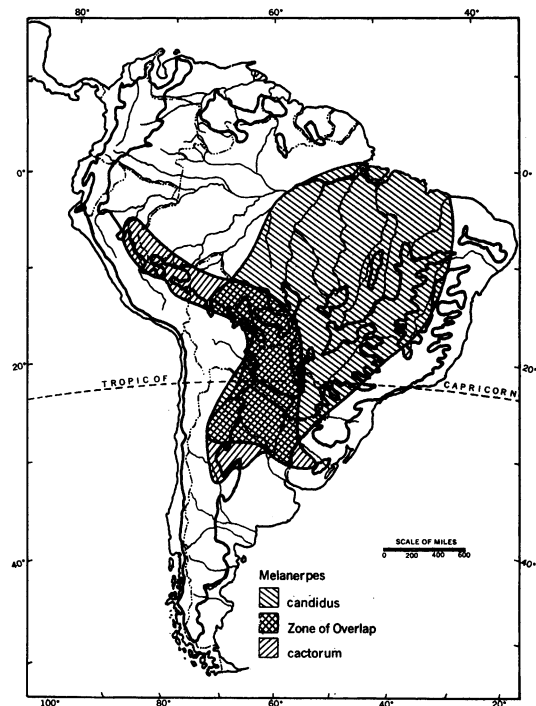 80° 60° 40°
0° 0°
20° 20°
TROPIC OF CAPRICORN
SCALE OF MILES
0 200 400 600
40° 40°
Melanerpes
candidus
Zone of Overlap
cactorum
100° 80° 60° 40° 20°